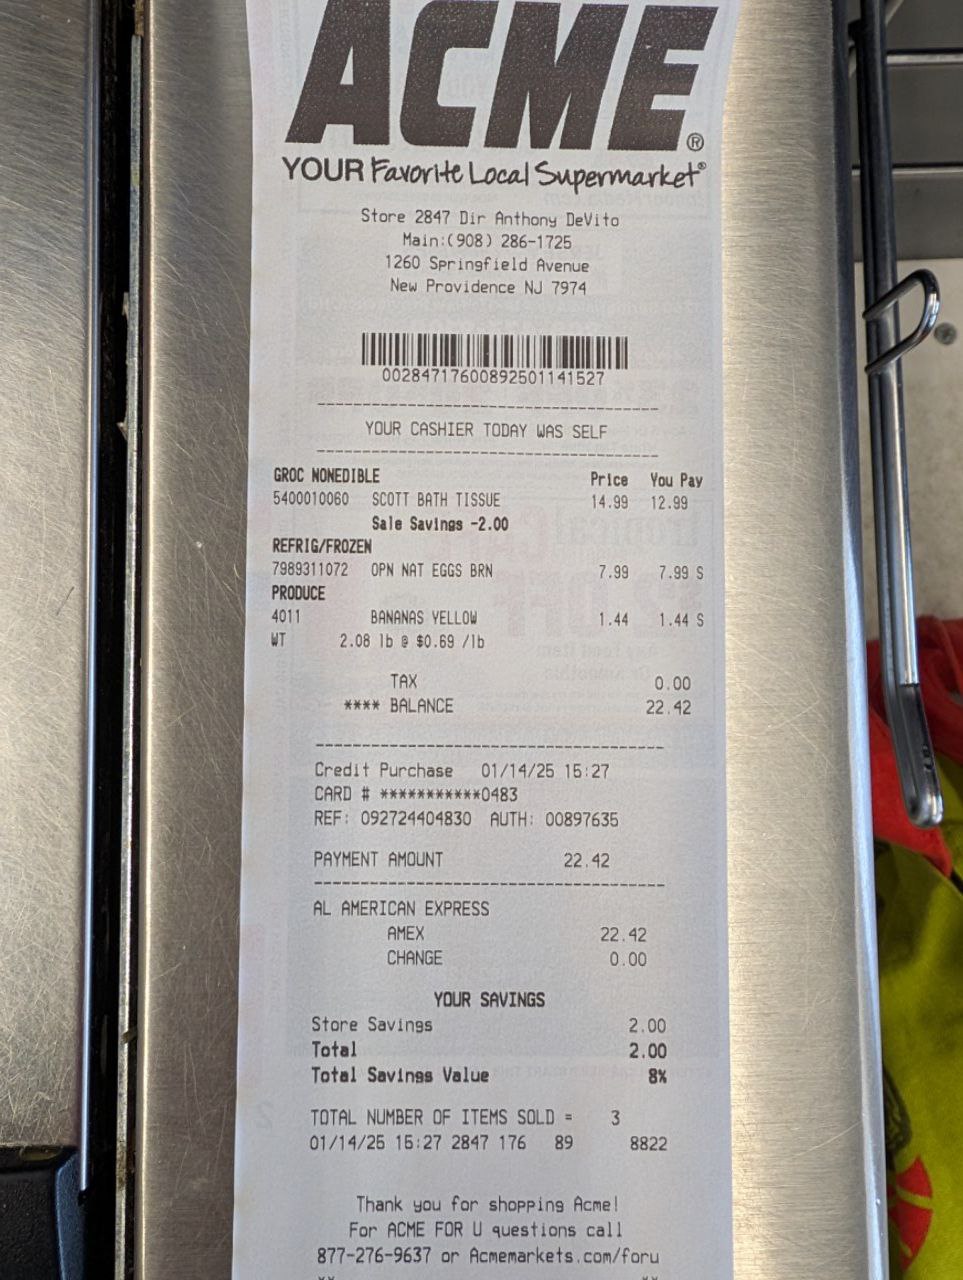 ACME®
YOUR Favorite Local Supermarket®
Store 2847 Dir Anthony DeVito
Main:(908) 286-1725
1260 Springfield Avenue
New Providence NJ 7974
00284717600892501141527
YOUR CASHIER TODAY WAS SELF
GROC NONEDIBLE Price You Pay
5400010060 SCOTT BATH TISSUE 14.99 12.99
Sale Savings -2.00
REFRIG/FROZEN
7989311072 OPN NAT EGGS BRN 7.99 7.99 S
PRODUCE
4011 BANANAS YELLOW 1.44 1.44 S
WT 2.08 lb @ $0.69 /lb
TAX 0.00
**** BALANCE 22.42
Credit Purchase 01/14/25 15:27
CARD # ***********0483
REF: 092724404830 AUTH: 00897635
PAYMENT AMOUNT 22.42
AL AMERICAN EXPRESS
AMEX 22.42
CHANGE 0.00
YOUR SAVINGS
Store Savings 2.00
Total 2.00
Total Savings Value 8%
TOTAL NUMBER OF ITEMS SOLD = 3
01/14/25 15:27 2847 176 89 8822
Thank you for shopping Acme!
For ACME FOR U questions call
877-276-9637 or Acmemarkets.com/foru